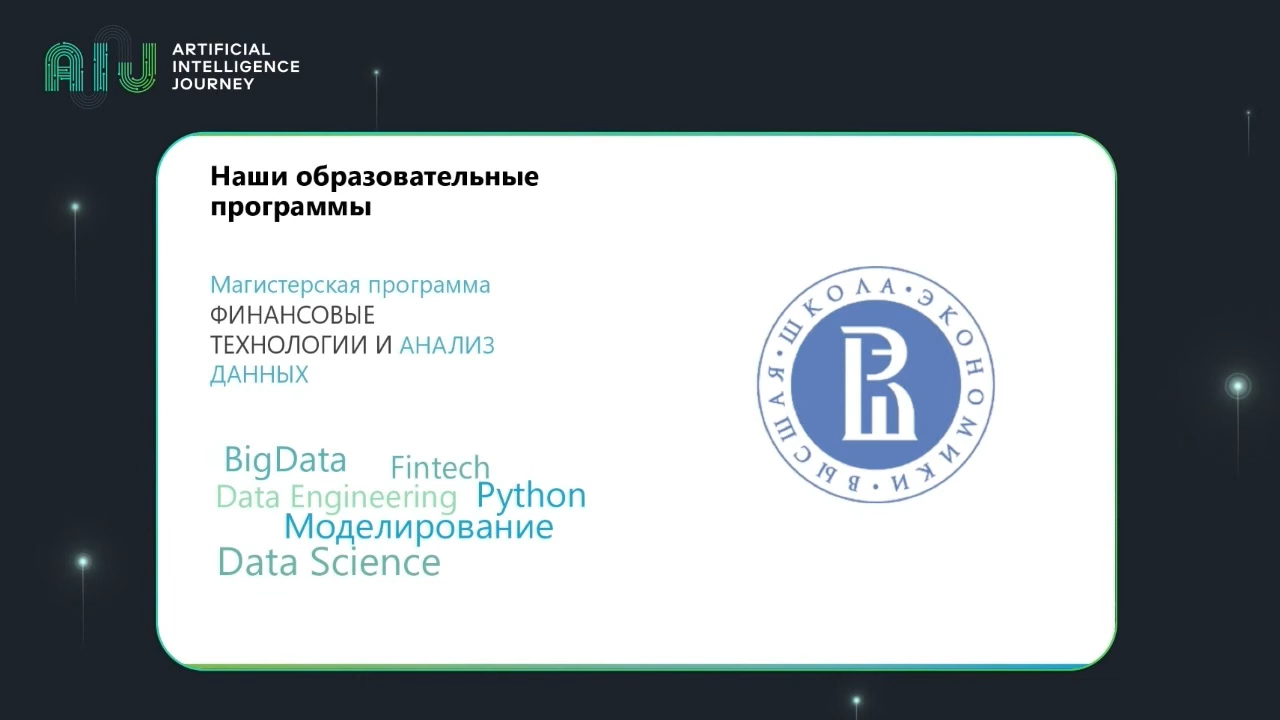 ARTIFICIAL
INTELLIGENCE
JOURNEY
Наши образовательные
программы
Магистерская программа
ФИНАНСОВЫЕ
ТЕХНОЛОГИИ И АНАЛИЗ
ДАННЫХ
BigData
Fintech
Data Engineering
Python
Моделирование
Data Science
ВЫСШАЯ • ШКОЛА • ЭКОНОМИКИ •